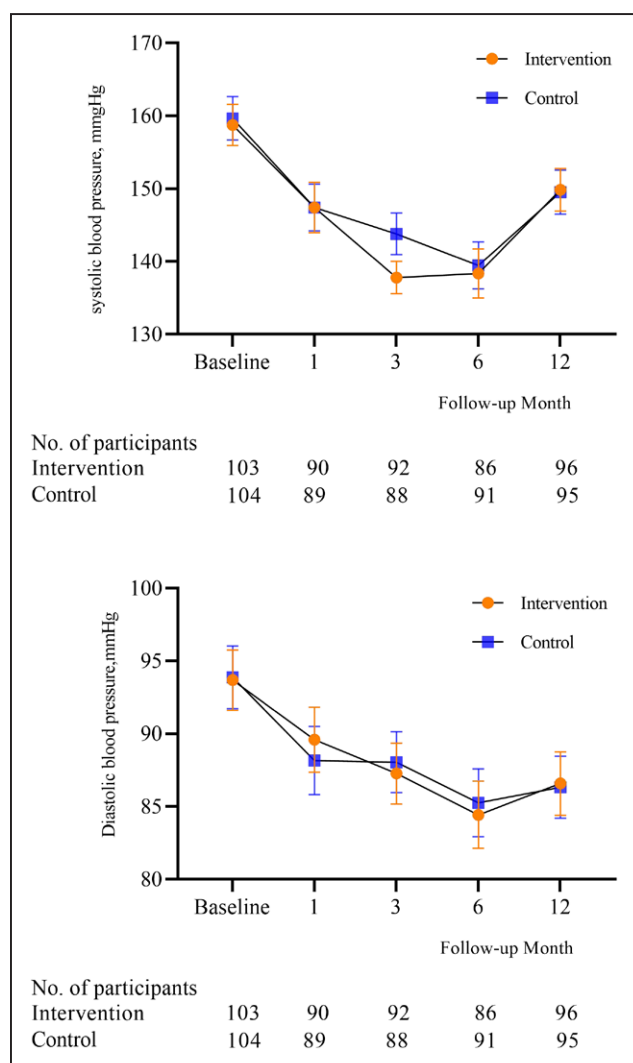 170
160
150
140
130
systolic blood pressure, mmgHg
Intervention
Control
Baseline 1 3 6 12
Follow-up Month
No. of participants
Intervention 103 90 92 86 96
Control 104 89 88 91 95
100
95
90
85
80
Diastolic blood pressure,mmHg
Intervention
Control
Baseline 1 3 6 12
Follow-up Month
No. of participants
Intervention 103 90 92 86 96
Control 104 89 88 91 95